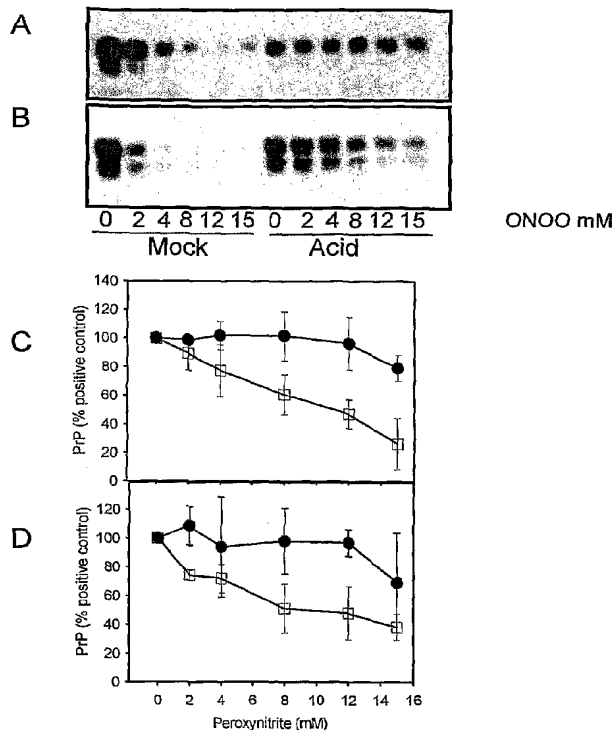 A
B
0 2 4 8 12 15 0 2 4 8 12 15 ONOO mM
Mock Acid
C
PrP (% positive control)
140
120
100
80
60
40
20
0
D
PrP (% positive control)
120
100
80
60
40
20
0
0 2 4 6 8 10 12 14 16
Peroxynitrite (mM)